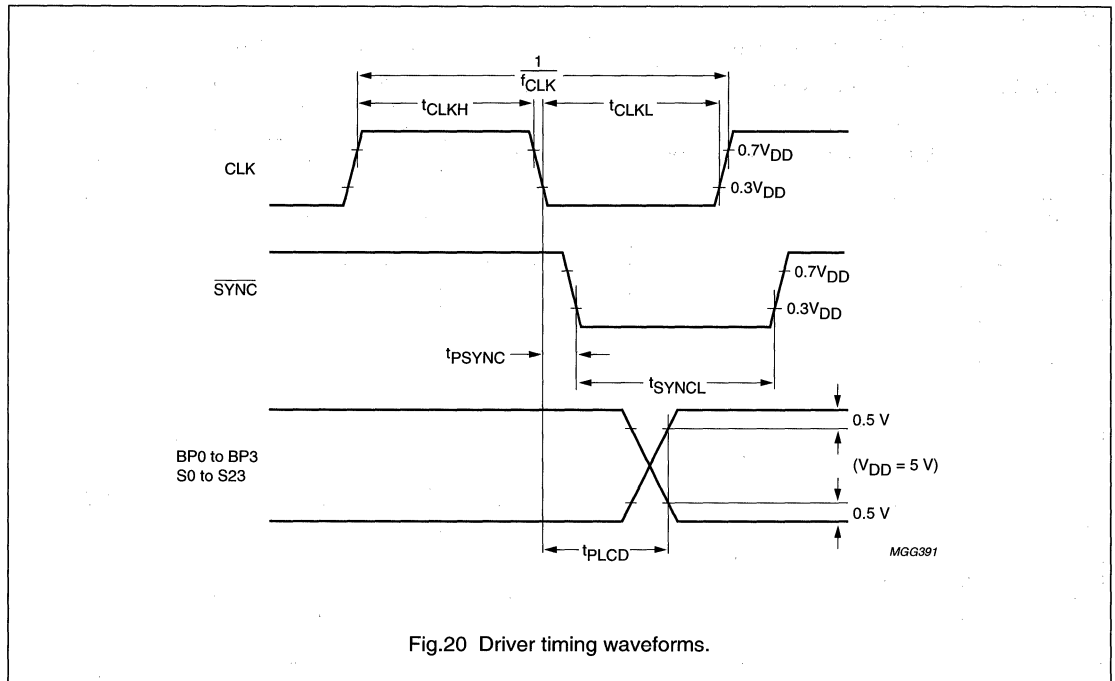 1
fCLK
tCLKH
tCLKL
CLK
0.7VDD
0.3VDD
SYNC
0.7VDD
0.3VDD
tPSYNC
tSYNCL
BP0 to BP3
S0 to S23
0.5 V
(VDD = 5 V)
0.5 V
tPLCD
MGG391
Fig.20 Driver timing waveforms.